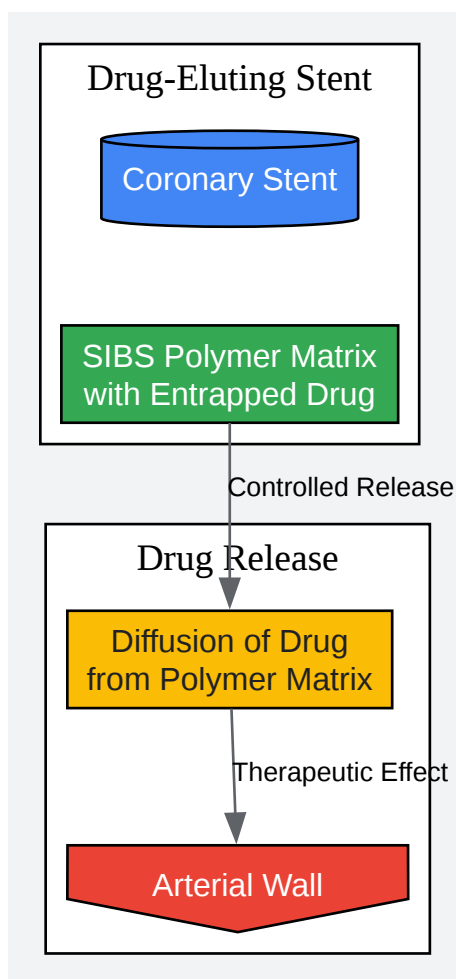 Drug-Eluting Stent
Coronary Stent
SIBS Polymer Matrix
with Entrapped Drug
Controlled Release
Drug Release
Diffusion of Drug
from Polymer Matrix
Therapeutic Effect
Arterial Wall